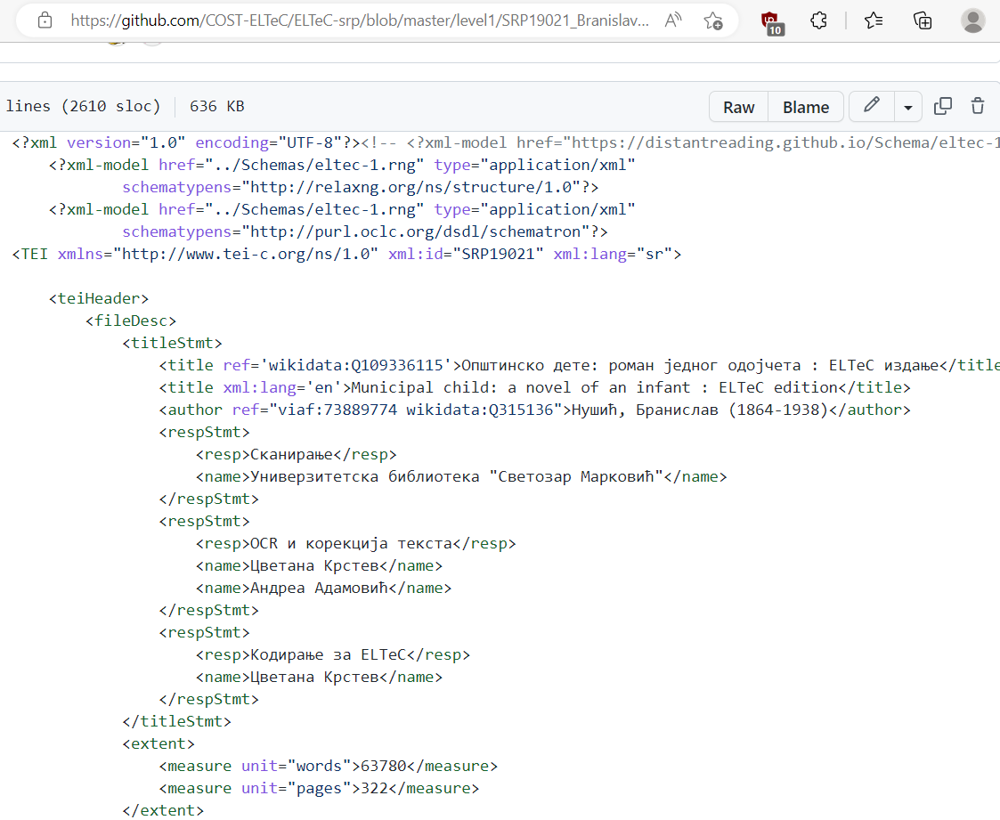 https://github.com/COST-ELTeC/ELTeC-srp/blob/master/level1/SRP19021_Branislav...
10
lines (2610 sloc) 636 KB
Raw Blame
<?xml version="1.0" encoding="UTF-8"?><!-- <?xml-model href="https://distantreading.github.io/Schema/eltec-1
<?xml-model href="../Schemas/eltec-1.rng" type="application/xml"
schematypens="http://relaxng.org/ns/structure/1.0"?>
<?xml-model href="../Schemas/eltec-1.rng" type="application/xml"
schematypens="http://purl.oclc.org/dsdl/schematron"?>
<TEI xmlns="http://www.tei-c.org/ns/1.0" xml:id="SRP19021" xml:lang="sr">
<teiHeader>
<fileDesc>
<titleStmt>
<title ref='wikidata:Q109336115'>Општинско дете: роман једног одојчета : ELTeC издање</title
<title xml:lang='en'>Municipal child: a novel of an infant : ELTeC edition</title>
<author ref="viaf:73889774 wikidata:Q315136">Нушић, Бранислав (1864-1938)</author>
<respStmt>
<resp>Скaнирање</resp>
<name>Универзитетска библиотека "Светозар Марковић"</name>
</respStmt>
<respStmt>
<resp>OCR и корекција текста</resp>
<name>Цветана Крстев</name>
<name>Андреа Адамовић</name>
</respStmt>
<respStmt>
<resp>Кодирање за ELTeC</resp>
<name>Цветана Крстев</name>
</respStmt>
</titleStmt>
<extent>
<measure unit="words">63780</measure>
<measure unit="pages">322</measure>
</extent>